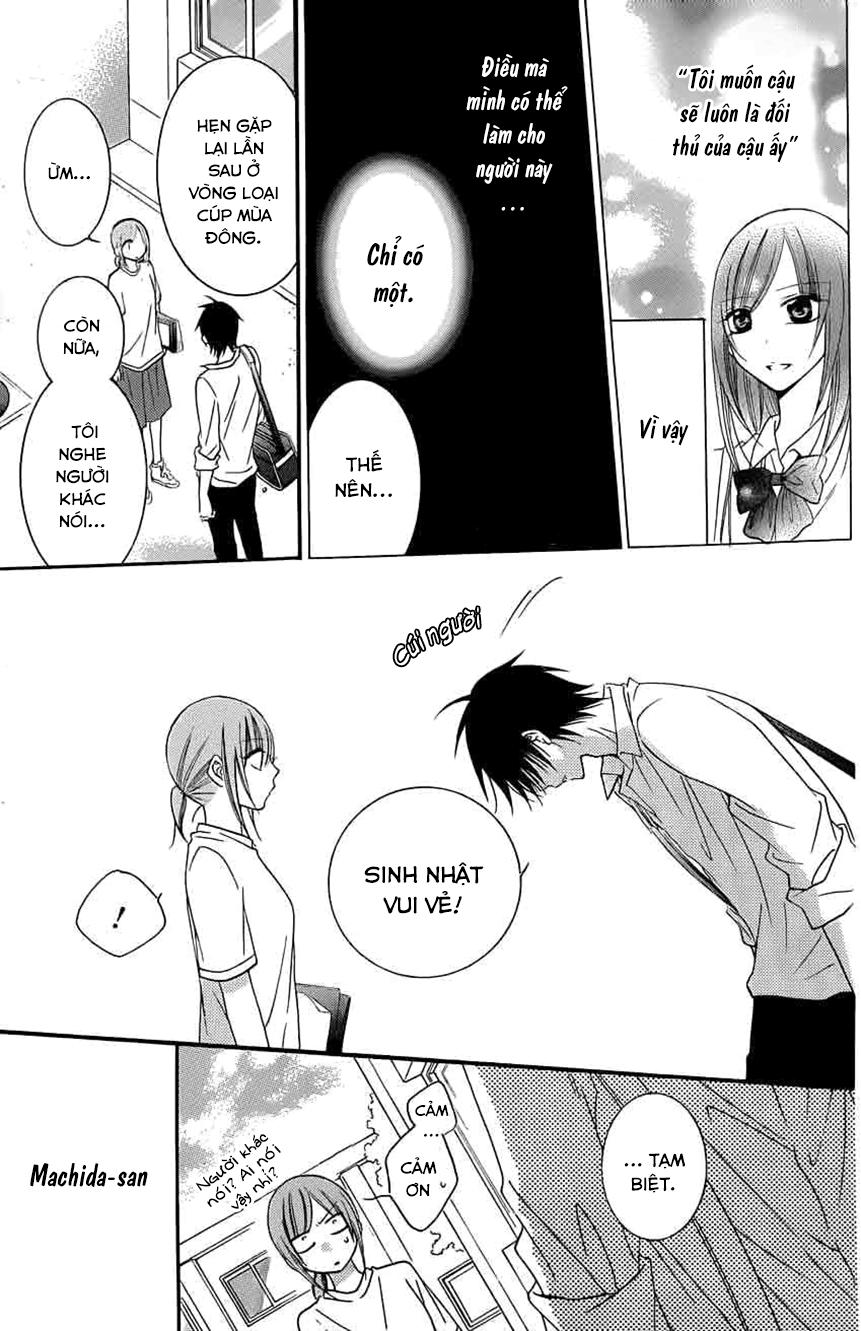 “Tôi muốn cậu
sẽ luôn là đối
thủ của cậu ấy”
Vì vậy
Điều mà
mình có thể
làm cho
người này
...
Chỉ có
một.
THẾ
NÊN...
HẸN GẶP
LẠI LẦN
SAU Ở
VÕNG LOẠI
CÚP MÙA
ĐÔNG.
ỪM...
CÒN
NỮA,
TÔI
NGHE
NGƯỜI
KHÁC
NÓI...
Cúi người
SINH NHẬT
VUI VẺ!
!
... TẠM
BIỆT.
CẢM
...
CẢM
ƠN
Người khác
nói? Ai nói
vậy nhỉ?
Machida-san